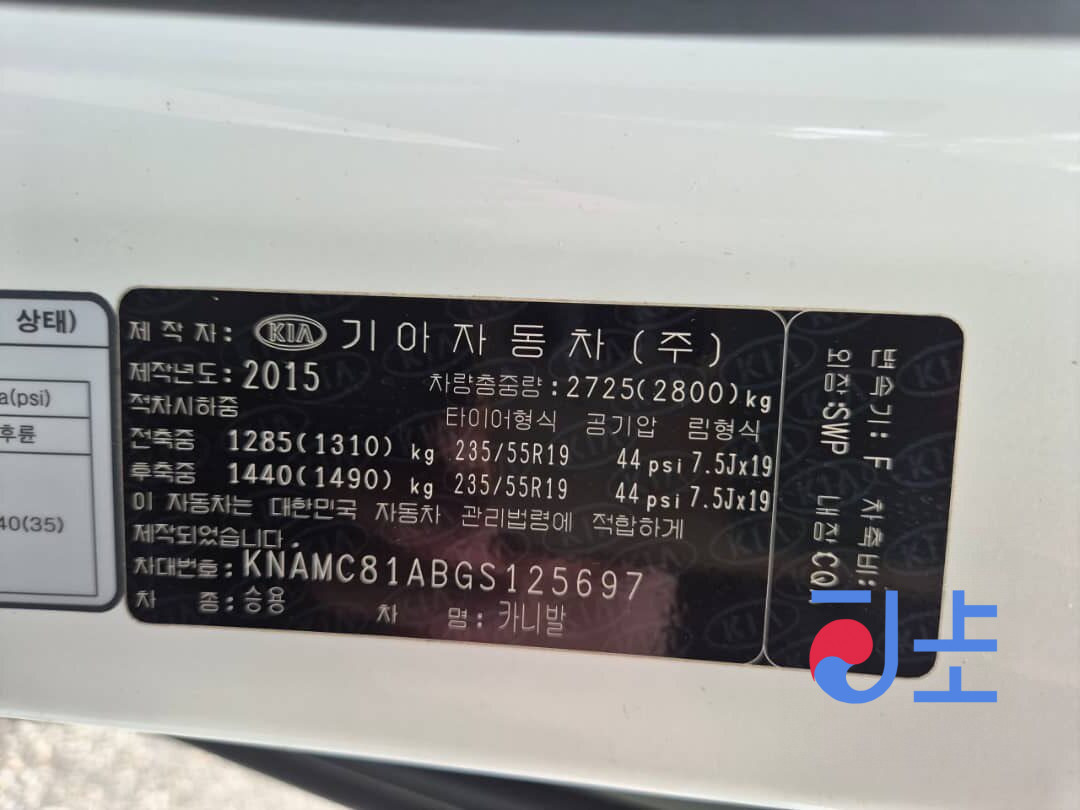 상태)
a(psi)
후륜
40(35)
제 작 자: KIA 기아자동차(주)
제작년도: 2015 차량총중량: 2725(2800)kg
적차시하중 타이어형식 공기압 림형식
전축중 1285(1310) kg 235/55R19 44 psi 7.5Jx19
후축중 1440(1490) kg 235/55R19 44 psi 7.5Jx19
이 자동차는 대한민국 자동차 관리법령에 적합하게
제작되었습니다.
차대번호: KNAMC81ABGS125697
차 종: 승용 차 명: 카니발
변속기: F 차축비:
외장: SWP 내장: CQ